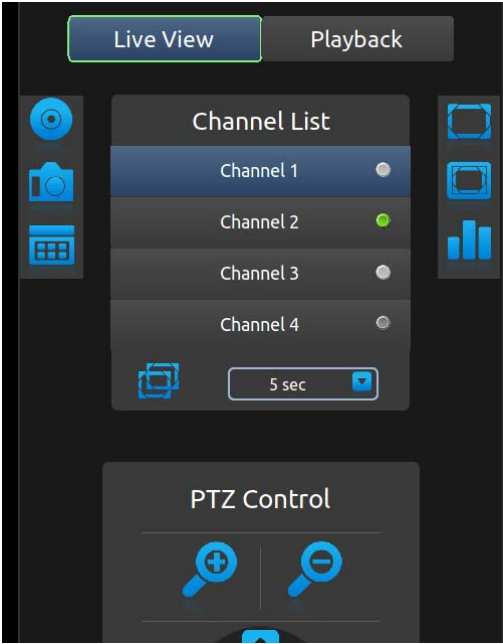 Live View
Playback
Channel List
Channel 1
Channel 2
Channel 3
Channel 4
5 sec
PTZ Control